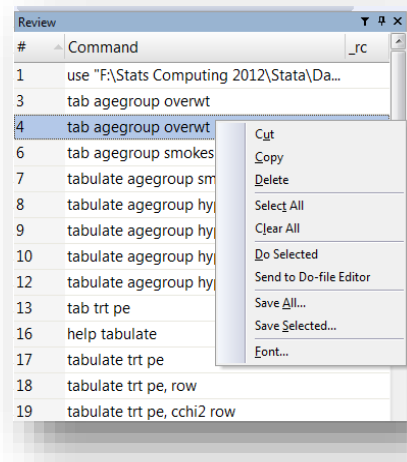 Review
# Command _rc
1 use "F:\Stats Computing 2012\Stata\Da...
3 tab agegroup overwt
4 tab agegroup overwt
6 tab agegroup smokes
7 tabulate agegroup sm
8 tabulate agegroup hy
9 tabulate agegroup hy
10 tabulate agegroup hy
12 tabulate agegroup hy
13 tab trt pe
16 help tabulate
17 tabulate trt pe
18 tabulate trt pe, row
19 tabulate trt pe, cchi2 row
Cut
Copy
Delete
Select All
Clear All
Do Selected
Send to Do-file Editor
Save All...
Save Selected...
Font...